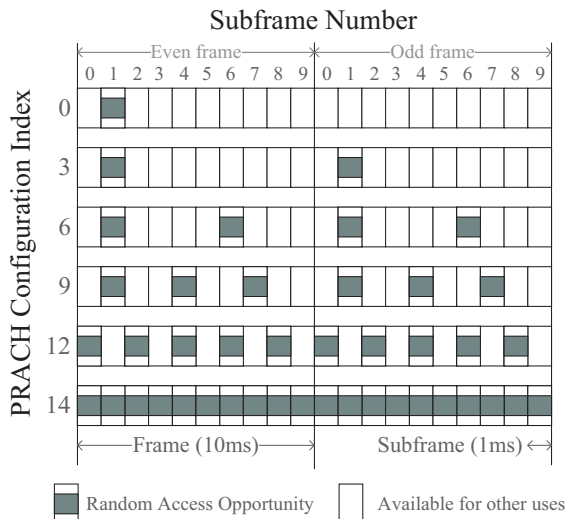 Subframe Number
Even frame Odd frame
0 1 2 3 4 5 6 7 8 9 0 1 2 3 4 5 6 7 8 9
PRACH Configuration Index
0
3
6
9
12
14
Frame (10ms) Subframe (1ms)
Random Access Opportunity Available for other uses